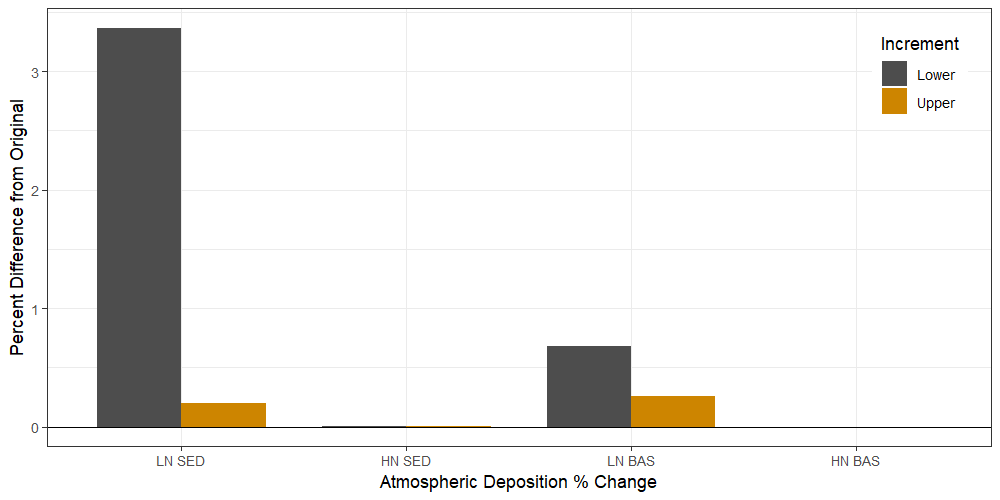 Increment
Lower
Upper
Percent Difference from Original
3
2
1
0
LN SED
HN SED
LN BAS
HN BAS
Atmospheric Deposition % Change